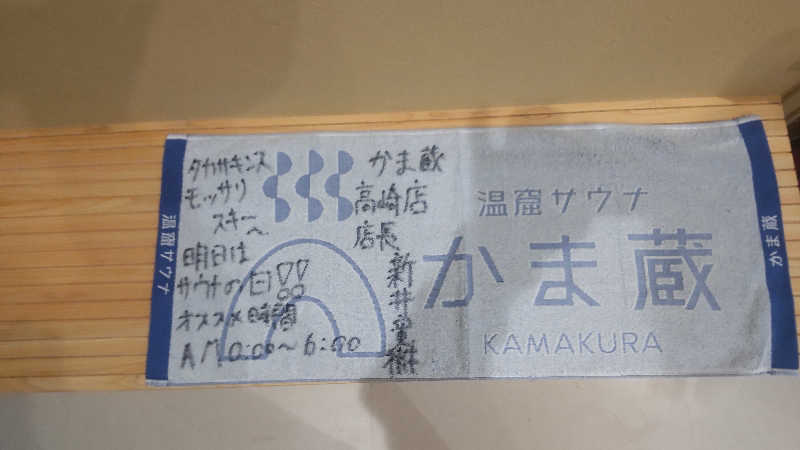 タカサキンス
モッサリ
スキーへ
明日は
サウナの日!!
オススメ時間
AM0:00~6:00
かま蔵
高崎店
店長
新井
樹
温窟サウナ
かま蔵
KAMAKURA
温窟サウナ
かま蔵